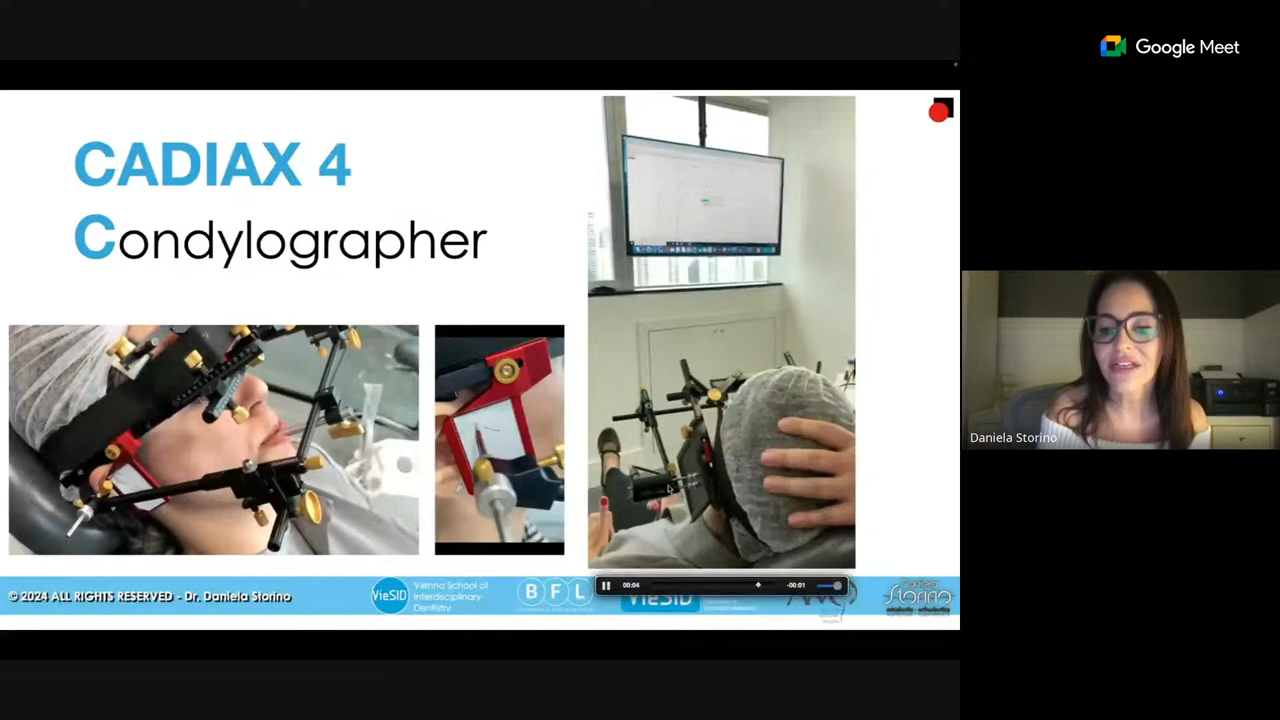 Google Meet
CADIAX 4
Condylographer
Daniela Storino
© 2024 ALL RIGHTS RESERVED - Dr. Daniela Storino
VieSID
Vienna School of
Interdisciplinary
Dentistry
BFL
00:04
-00:01
VieSID
Storino